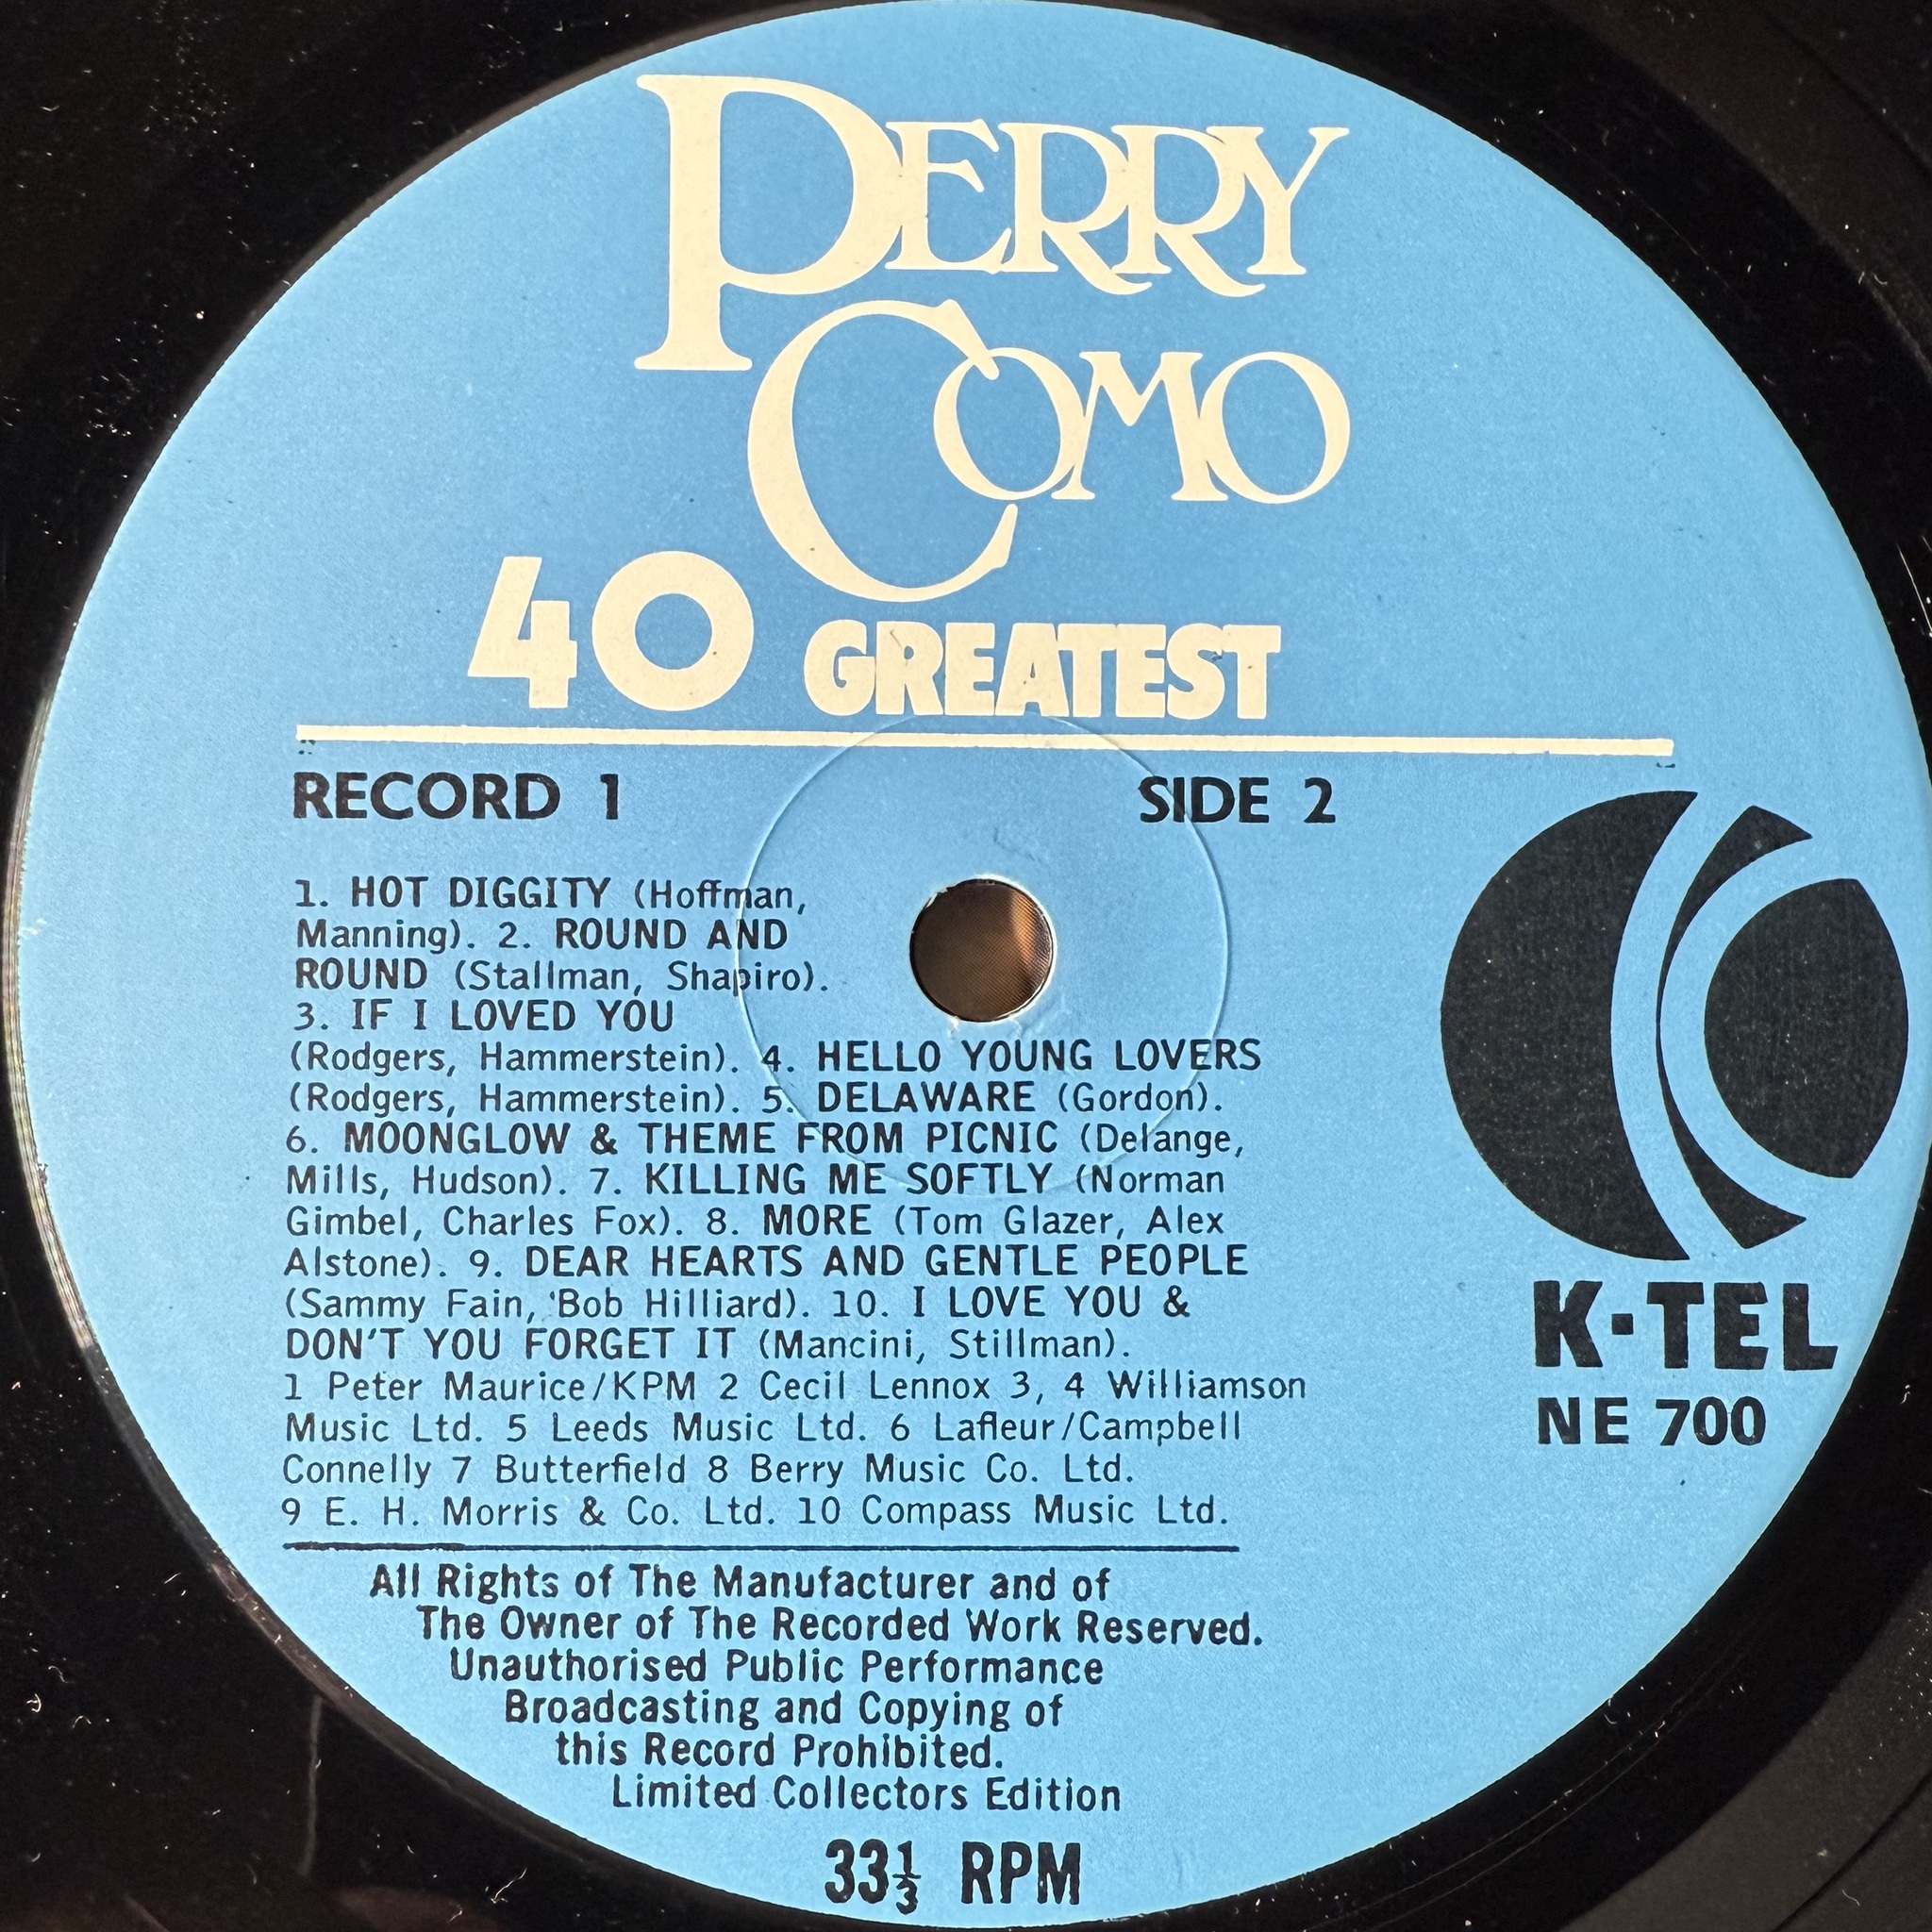 PERRY
COMO
40 GREATEST
RECORD 1 SIDE 2
1. HOT DIGGITY (Hoffman,
Manning). 2. ROUND AND
ROUND (Stallman, Shapiro).
3. IF I LOVED YOU
(Rodgers, Hammerstein). 4. HELLO YOUNG LOVERS
(Rodgers, Hammerstein). 5. DELAWARE (Gordon).
6. MOONGLOW & THEME FROM PICNIC (Delange,
Mills, Hudson). 7. KILLING ME SOFTLY (Norman
Gimbel, Charles Fox). 8. MORE (Tom Glazer, Alex
Alstone). 9. DEAR HEARTS AND GENTLE PEOPLE
(Sammy Fain, 'Bob Hilliard). 10. I LOVE YOU &
DON'T YOU FORGET IT (Mancini, Stillman).
1 Peter Maurice/KPM 2 Cecil Lennox 3, 4 Williamson
Music Ltd. 5 Leeds Music Ltd. 6 Lafleur/Campbell
Connelly 7 Butterfield 8 Berry Music Co. Ltd.
9 E. H. Morris & Co. Ltd. 10 Compass Music Ltd.
K-TEL
NE 700
All Rights of The Manufacturer and of
The Owner of The Recorded Work Reserved.
Unauthorised Public Performance
Broadcasting and Copying of
this Record Prohibited.
Limited Collectors Edition
33⅓ RPM